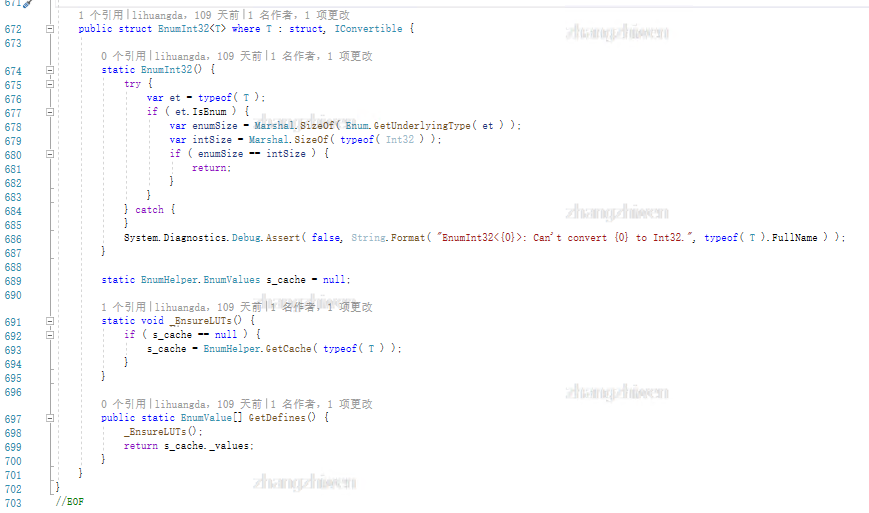 671
1 个引用|lihuangda, 109 天前|1 名作者, 1 项更改
672 public struct EnumInt32<T> where T : struct, IConvertible {
zhangzhiwen
673
0 个引用|lihuangda, 109 天前|1 名作者, 1 项更改
674 static EnumInt32() {
675 try {
676 var et = typeof( T );
677 if ( et.IsEnum ) {
zhangzhiwen
678 var enumSize = Marshal.SizeOf( Enum.GetUnderlyingType( et ) );
679 var intSize = Marshal.SizeOf( typeof( Int32 ) );
680 if ( enumSize == intSize ) {
681 return;
682 }
683 }
684 } catch {
zhangzhiwen
685 }
686 System.Diagnostics.Debug.Assert( false, String.Format( "EnumInt32<{0}>: Can't convert {0} to Int32.", typeof( T ).FullName ) );
687 }
688
689 static EnumHelper.EnumValues s_cache = null;
690
zhangzhiwen
1 个引用|lihuangda, 109 天前|1 名作者, 1 项更改
691 static void _EnsureLUTs() {
692 if ( s_cache == null ) {
693 s_cache = EnumHelper.GetCache( typeof( T ) );
694 }
695 }
696
zhangzhiwen
0 个引用|lihuangda, 109 天前|1 名作者, 1 项更改
697 public static EnumValue[] GetDefines() {
698 _EnsureLUTs();
699 return s_cache._values;
700 }
701 }
702 }
zhangzhiwen
703 //EOF